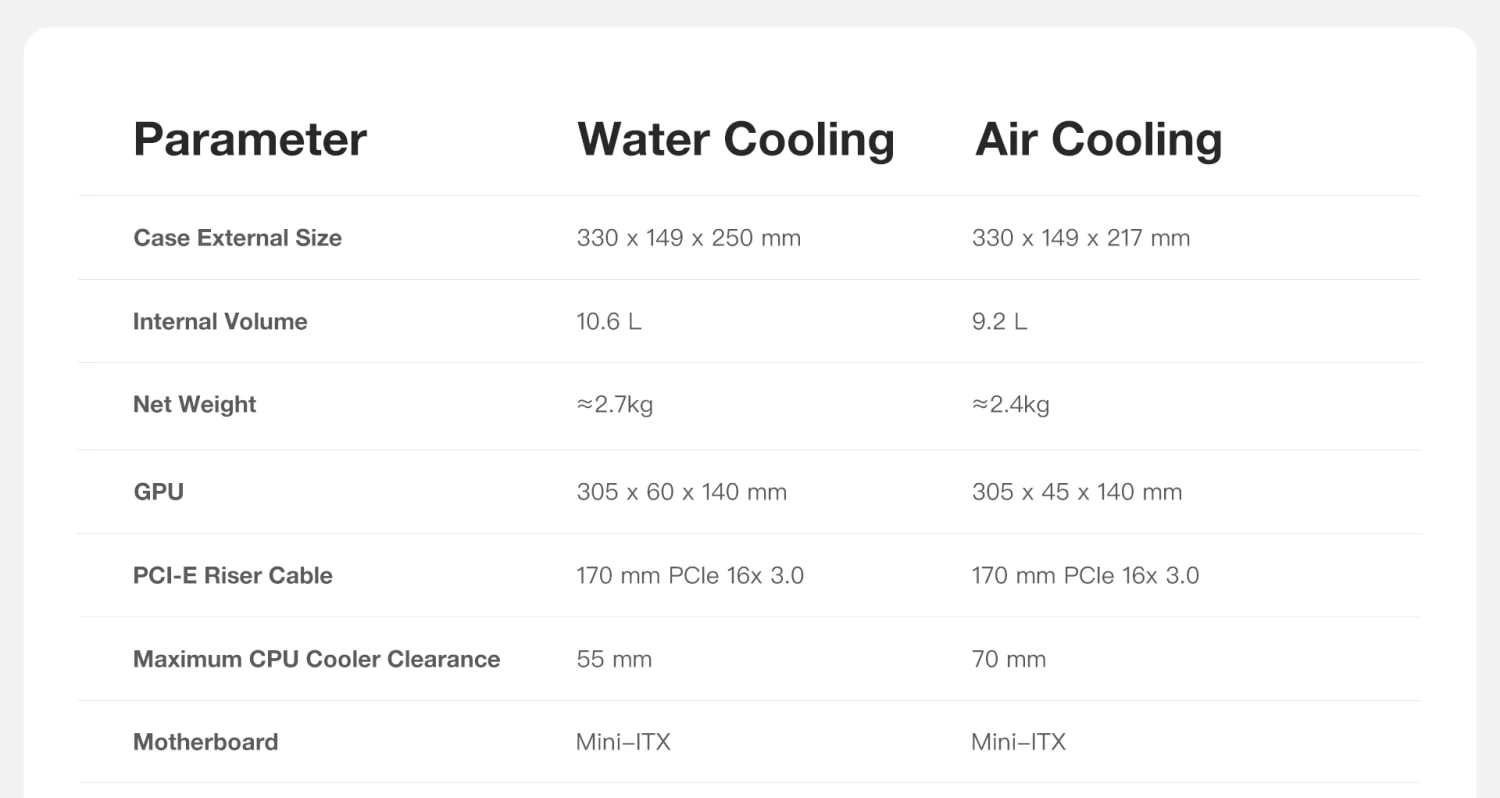 Parameter Water Cooling Air Cooling
Case External Size 330 x 149 x 250 mm 330 x 149 x 217 mm
Internal Volume 10.6 L 9.2 L
Net Weight ≈2.7kg ≈2.4kg
GPU 305 x 60 x 140 mm 305 x 45 x 140 mm
PCI-E Riser Cable 170 mm PCIe 16x 3.0 170 mm PCIe 16x 3.0
Maximum CPU Cooler Clearance 55 mm 70 mm
Motherboard Mini–ITX Mini–ITX